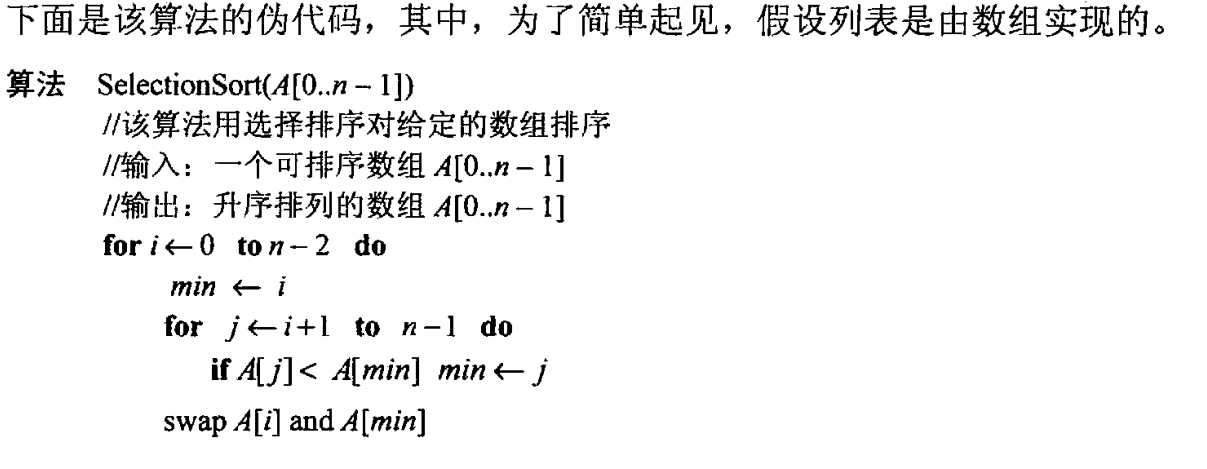 下面是该算法的伪代码，其中，为了简单起见，假设列表是由数组实现的。
算法 SelectionSort(A[0..n – 1])
//该算法用选择排序对给定的数组排序
//输入：一个可排序数组 A[0..n – 1]
//输出：升序排列的数组 A[0..n – 1]
for i ← 0 to n – 2 do
min ← i
for j ← i+1 to n – 1 do
if A[j] < A[min] min ← j
swap A[i] and A[min]